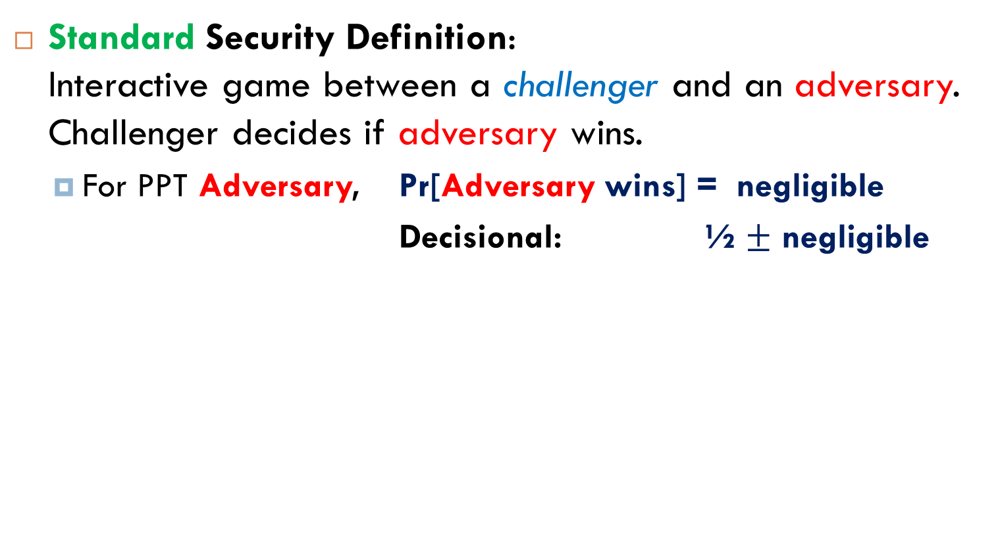 Standard Security Definition:
Interactive game between a challenger and an adversary.
Challenger decides if adversary wins.
For PPT Adversary, Pr[Adversary wins] = negligible
Decisional: ½ ± negligible